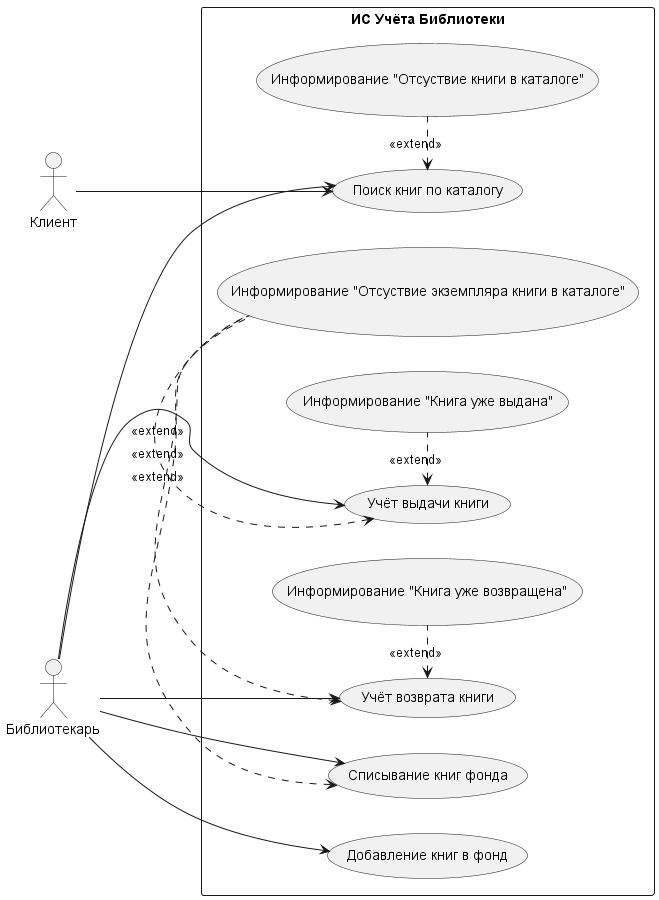 ИС Учёта Библиотеки
Информирование "Отсуствие книги в каталоге"
«extend»
Поиск книг по каталогу
Клиент
Информирование "Отсуствие экземпляра книги в каталоге"
Информирование "Книга уже выдана"
«extend»
«extend»
«extend»
«extend»
Учёт выдачи книги
Информирование "Книга уже возвращена"
«extend»
Учёт возврата книги
Библиотекарь
Списывание книг фонда
Добавление книг в фонд